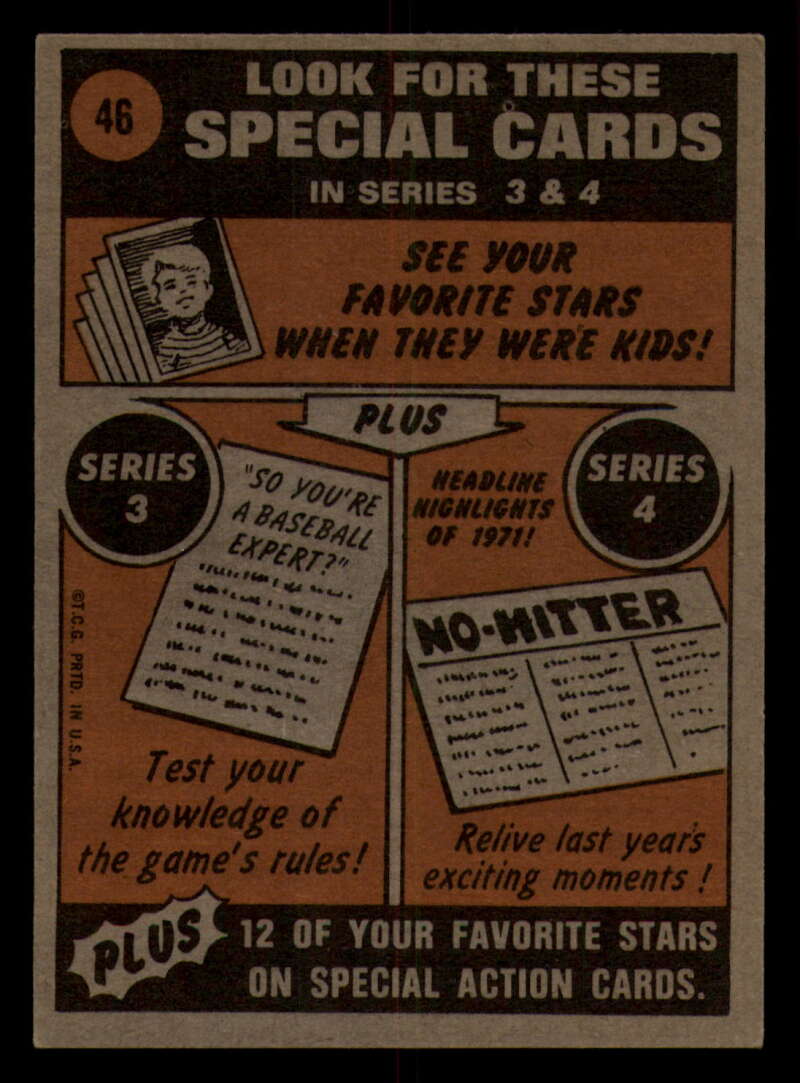 46
LOOK FOR THESE
SPECIAL CARDS
IN SERIES 3 & 4
SEE YOUR
FAVORITE STARS
WHEN THEY WERE KIDS!
PLUS
SERIES
3
"SO YOU'RE
A BASEBALL
EXPERT?"
Test your
knowledge of
the game's rules!
HEADLINE
HIGHLIGHTS
OF 1971!
SERIES
4
NO-HITTER
Relive last year's
exciting moments!
©T.C.G. PRTD. IN U.S.A.
PLUS
12 OF YOUR FAVORITE STARS
ON SPECIAL ACTION CARDS.